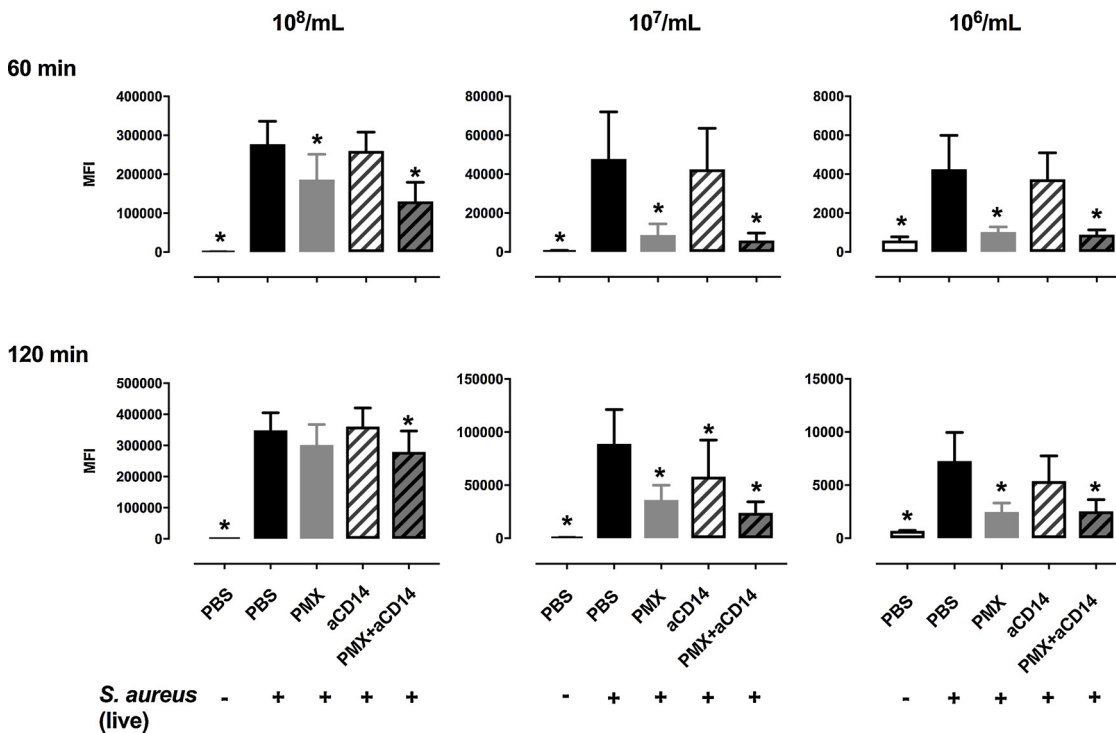 10⁸/mL 10⁷/mL 10⁶/mL
60 min
MFI
400000
300000
200000
100000
0
* * *
80000
60000
40000
20000
0
* * *
8000
6000
4000
2000
0
* * *
120 min
MFI
500000
400000
300000
200000
100000
0
* *
150000
100000
50000
0
* * * *
15000
10000
5000
0
* * *
PBS PBS PMX aCD14 PMX+aCD14
PBS PBS PMX aCD14 PMX+aCD14
PBS PBS PMX aCD14 PMX+aCD14
S. aureus - + + + + - + + + + - + + + +
(live)